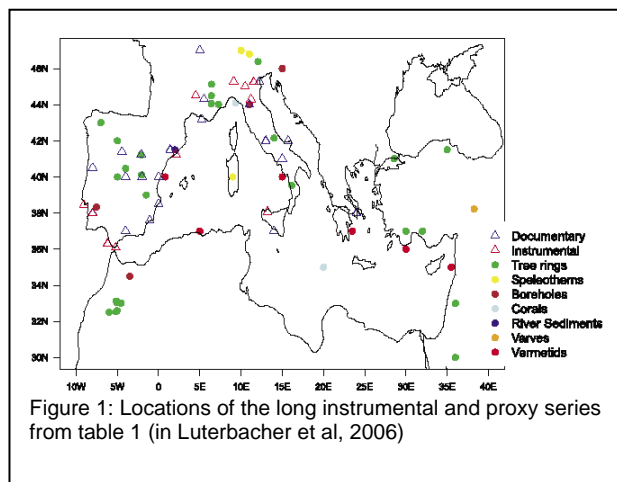 46N
44N
42N
40N
38N
36N
34N
32N
30N
10W 5W 0 5E 10E 15E 20E 25E 30E 35E 40E
Documentary
Instrumental
Tree rings
Speleothems
Boreholes
Corals
River Sediments
Varves
Vermetids
Figure 1: Locations of the long instrumental and proxy series
from table 1 (in Luterbacher et al, 2006)